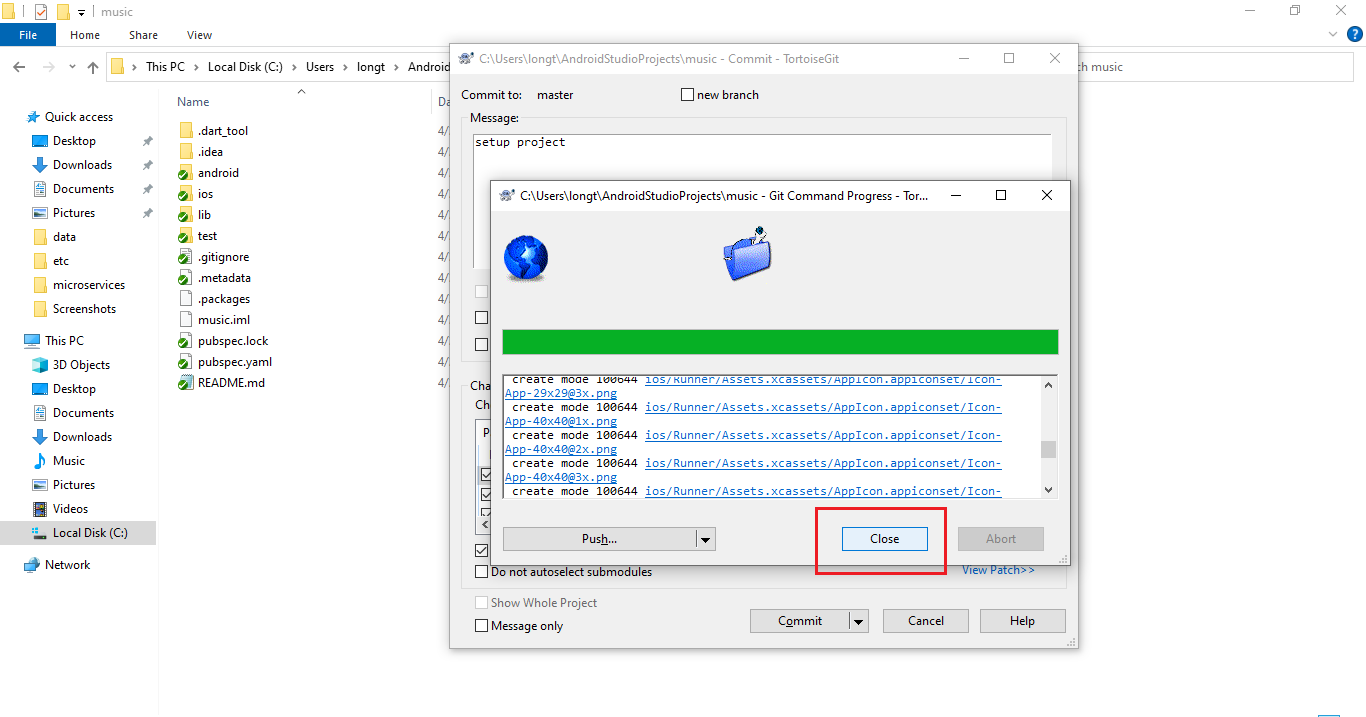 music
File Home Share View
This PC Local Disk (C:) Users longt Android
ch music
Quick access
Desktop
Downloads
Documents
Pictures
data
etc
microservices
Screenshots
This PC
3D Objects
Desktop
Documents
Downloads
Music
Pictures
Videos
Local Disk (C:)
Network
Name
Da
.dart_tool 4/
.idea 4/
android 4/
ios 4/
lib 4/
test 4/
.gitignore 4/
.metadata 4/
.packages 4/
music.iml 4/
pubspec.lock 4/
pubspec.yaml 4/
README.md 4/
C:\Users\longt\AndroidStudioProjects\music - Commit - TortoiseGit
Commit to: master new branch
Message:
setup project
C:\Users\longt\AndroidStudioProjects\music - Git Command Progress - Tor...
create mode 100644 ios/Runner/Assets.xcassets/AppIcon.appiconset/Icon-
App-29x29@3x.png
create mode 100644 ios/Runner/Assets.xcassets/AppIcon.appiconset/Icon-
App-40x40@1x.png
create mode 100644 ios/Runner/Assets.xcassets/AppIcon.appiconset/Icon-
App-40x40@2x.png
create mode 100644 ios/Runner/Assets.xcassets/AppIcon.appiconset/Icon-
App-40x40@3x.png
create mode 100644 ios/Runner/Assets.xcassets/AppIcon.appiconset/Icon-
Push... Close Abort
Cha
Ch
P
View Patch>>
Do not autoselect submodules
Show Whole Project
Message only
Commit Cancel Help